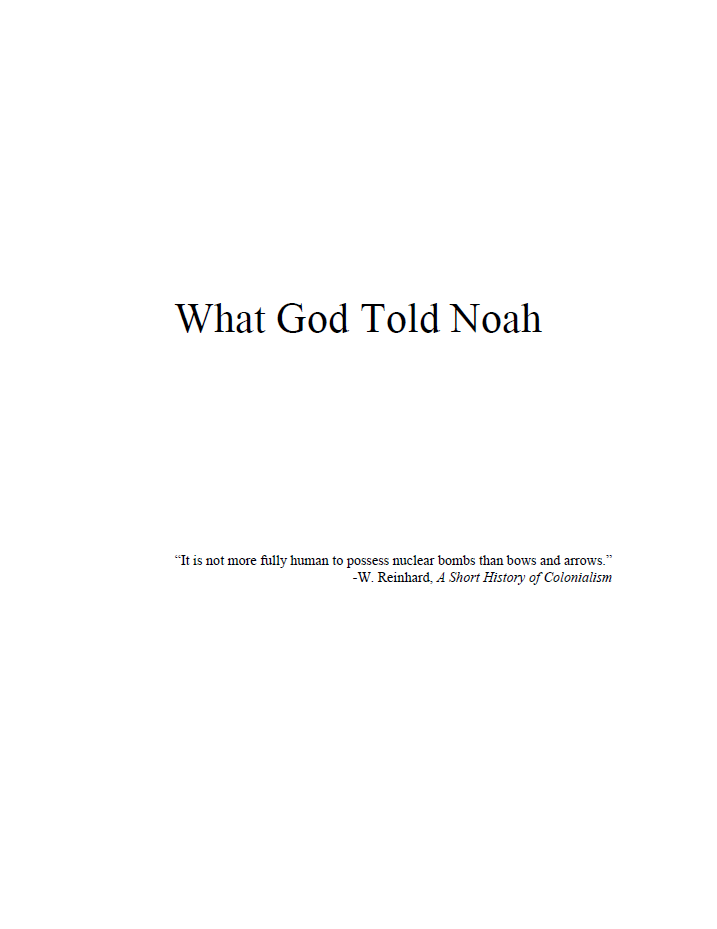 What God Told Noah
“It is not more fully human to possess nuclear bombs than bows and arrows.”
-W. Reinhard, A Short History of Colonialism